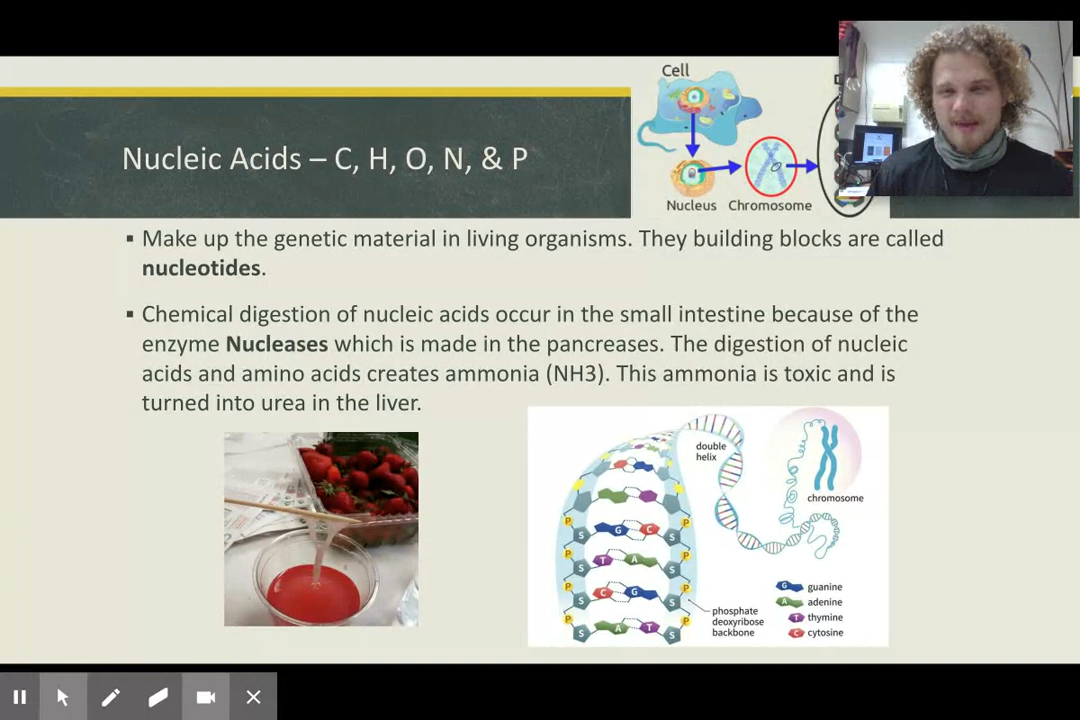 Cell
Nucleus Chromosome
Nucleic Acids – C, H, O, N, & P
▪ Make up the genetic material in living organisms. They building blocks are called
nucleotides.
▪ Chemical digestion of nucleic acids occur in the small intestine because of the
enzyme Nucleases which is made in the pancreases. The digestion of nucleic
acids and amino acids creates ammonia (NH3). This ammonia is toxic and is
turned into urea in the liver.
double
helix
chromosome
P P
S G C S
P P
S T A S
P P
S C G S
P P
S A T S
phosphate
deoxyribose
backbone
G guanine
A adenine
T thymine
C cytosine